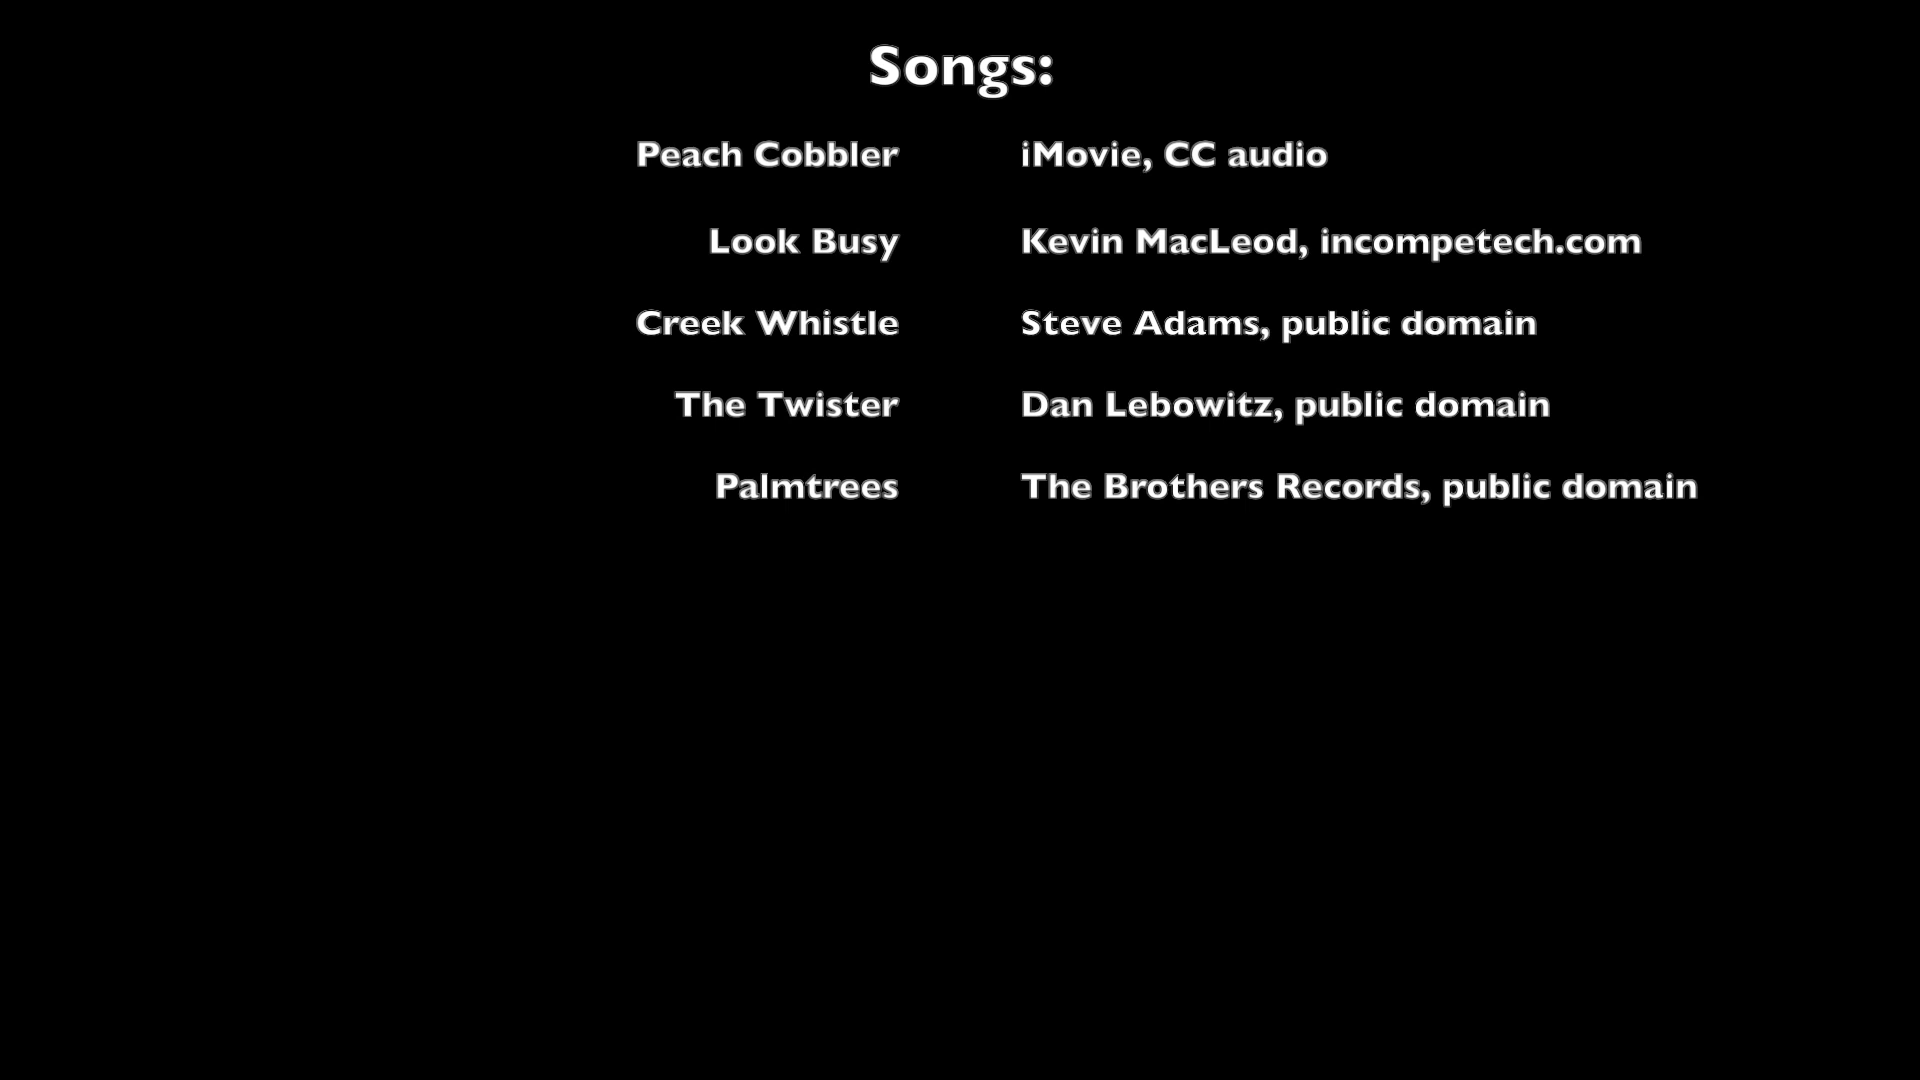 Songs:
Peach Cobbler iMovie, CC audio
Look Busy Kevin MacLeod, incompetech.com
Creek Whistle Steve Adams, public domain
The Twister Dan Lebowitz, public domain
Palmtrees The Brothers Records, public domain